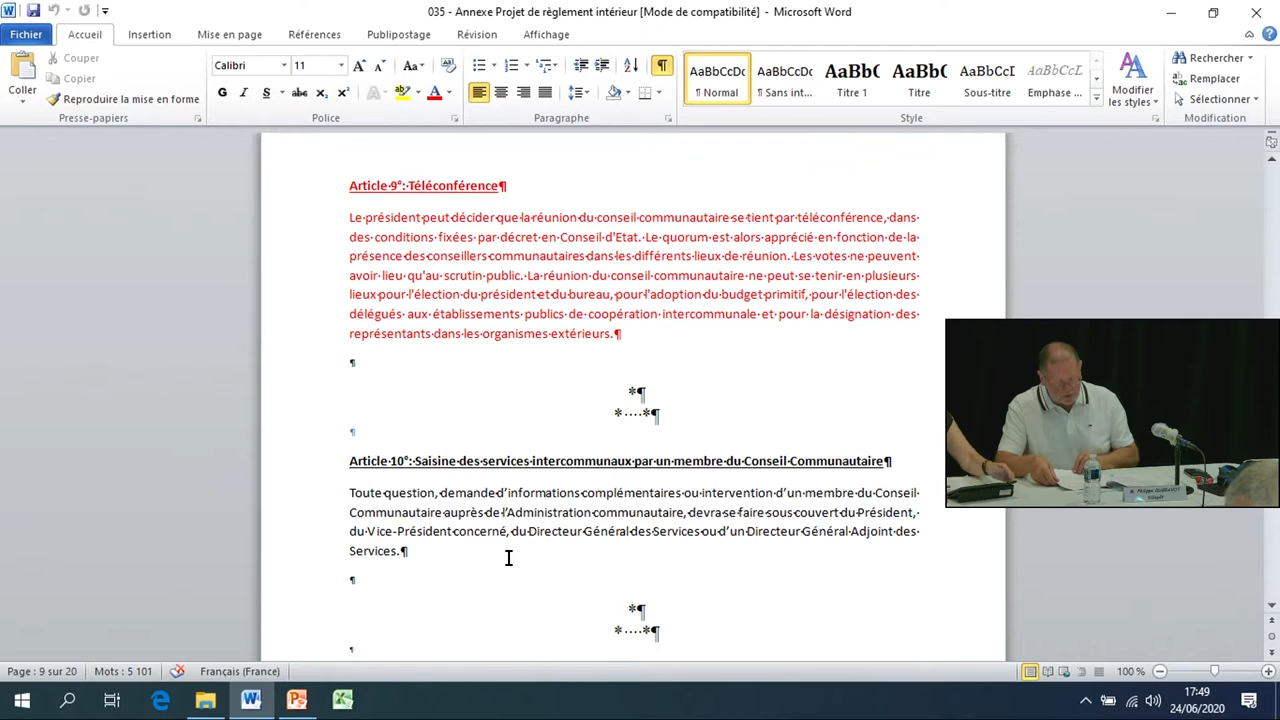 035 - Annexe Projet de règlement intérieur [Mode de compatibilité] - Microsoft Word
Fichier Accueil Insertion Mise en page Références Publipostage Révision Affichage
Coller
Couper
Copier
Reproduire la mise en forme
Presse-papiers
Calibri 11
Police
Paragraphe
AaBbCcDc AaBbCcDc AaBbC AaBbC AaBbCcL AaBbCcL
¶ Normal ¶ Sans int... Titre 1 Titre Sous-titre Emphase ...
Style
Modifier
les styles
Rechercher
Remplacer
Sélectionner
Modification
Article·9°:·Téléconférence¶
Le·président·peut·décider·que·la·réunion·du·conseil·communautaire·se·tient·par·téléconférence,·dans·
des·conditions·fixées·par·décret·en·Conseil·d'Etat.·Le·quorum·est·alors·apprécié·en·fonction·de·la·
présence·des·conseillers·communautaires·dans·les·différents·lieux·de·réunion.·Les·votes·ne·peuvent·
avoir·lieu·qu'au·scrutin·public.·La·réunion·du·conseil·communautaire·ne·peut·se·tenir·en·plusieurs·
lieux·pour·l'élection·du·président·et·du·bureau,·pour·l'adoption·du·budget·primitif,·pour·l'élection·des·
délégués·aux·établissements·publics·de·coopération·intercommunale·et·pour·la·désignation·des·
représentants·dans·les·organismes·extérieurs.¶
¶
*¶
*····*¶
¶
Article·10°:·Saisine·des·services·intercommunaux·par·un·membre·du·Conseil·Communautaire¶
Toute·question,·demande·d’informations·complémentaires·ou·intervention·d’un·membre·du·Conseil·
Communautaire·auprès·de·l’Administration·communautaire,·devra·se·faire·sous·couvert·du·Président,·
du·Vice-Président·concerné,·du·Directeur·Général·des·Services·ou·d’un·Directeur·Général·Adjoint·des·
Services.¶
¶
*¶
*····*¶
¶
Page : 9 sur 20 Mots : 5 101 Français (France) 100 %
17:49
24/06/2020